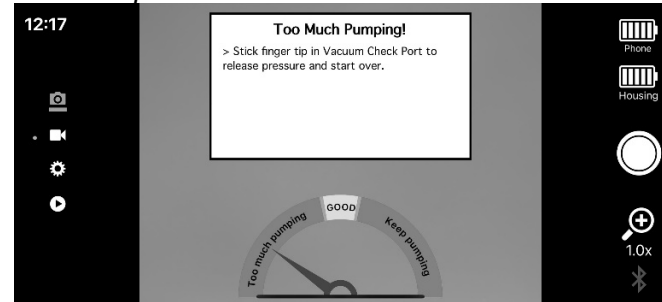 12:17
Too Much Pumping!
> Stick finger tip in Vacuum Check Port to
release pressure and start over.
Phone
Housing
Too much pumping
GOOD
Keep pumping
1.0x